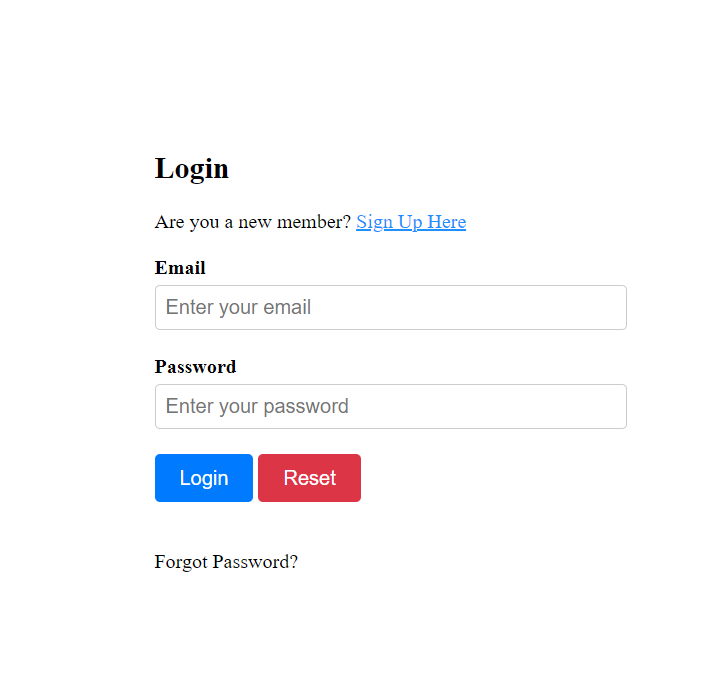 Login
Are you a new member? Sign Up Here
Email
Enter your email
Password
Enter your password
Login Reset
Forgot Password?